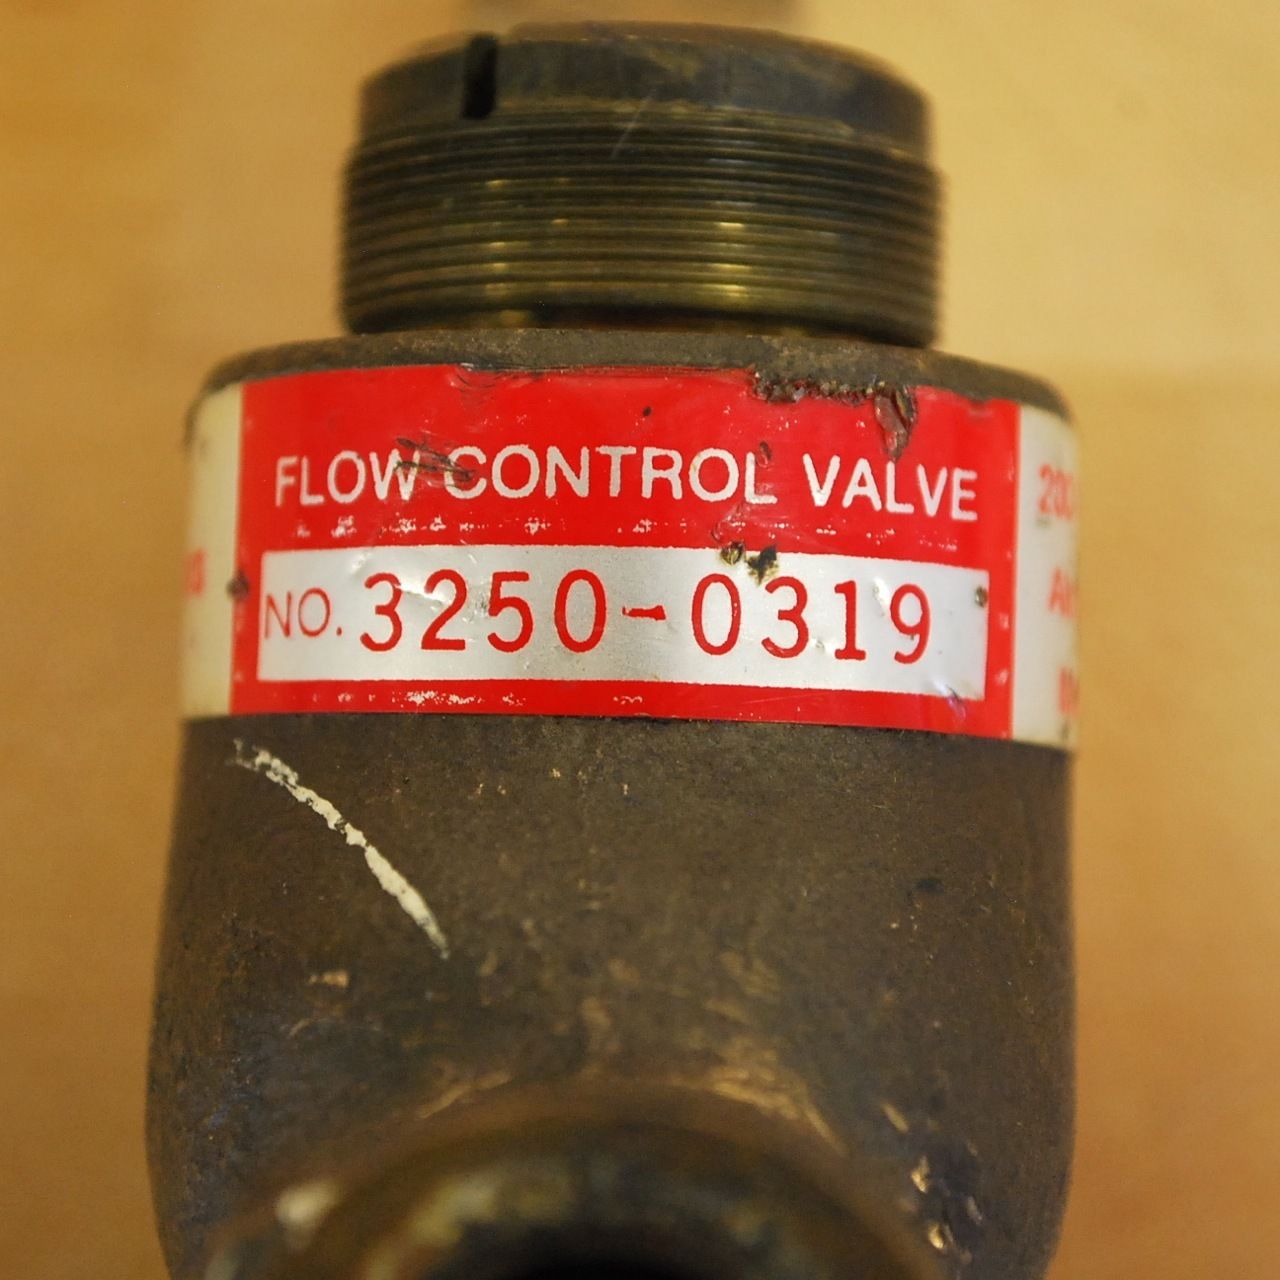 FLOW CONTROL VALVE
NO. 3250-0319